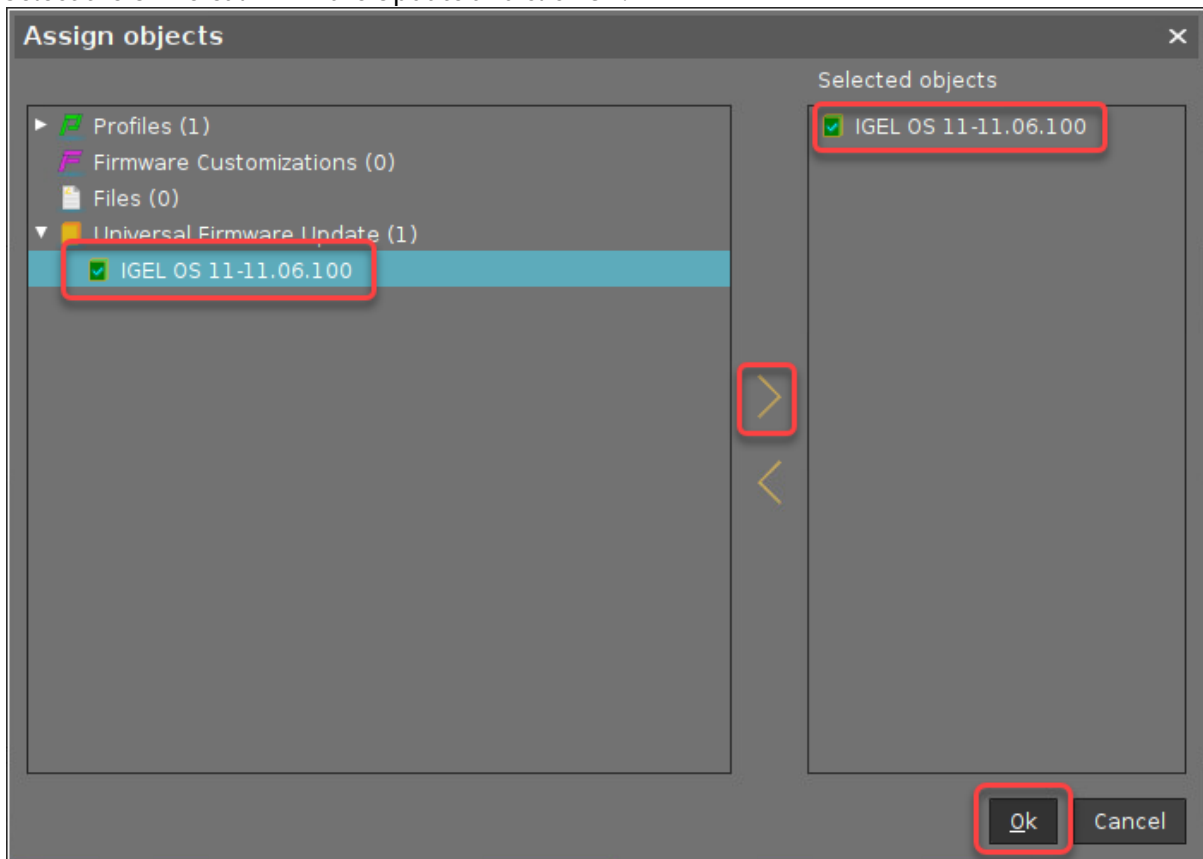 Assign objects
Selected objects
Profiles (1)
IGEL OS 11-11.06.100
Firmware Customizations (0)
Files (0)
Universal Firmware Update (1)
IGEL OS 11-11.06.100
Ok
Cancel